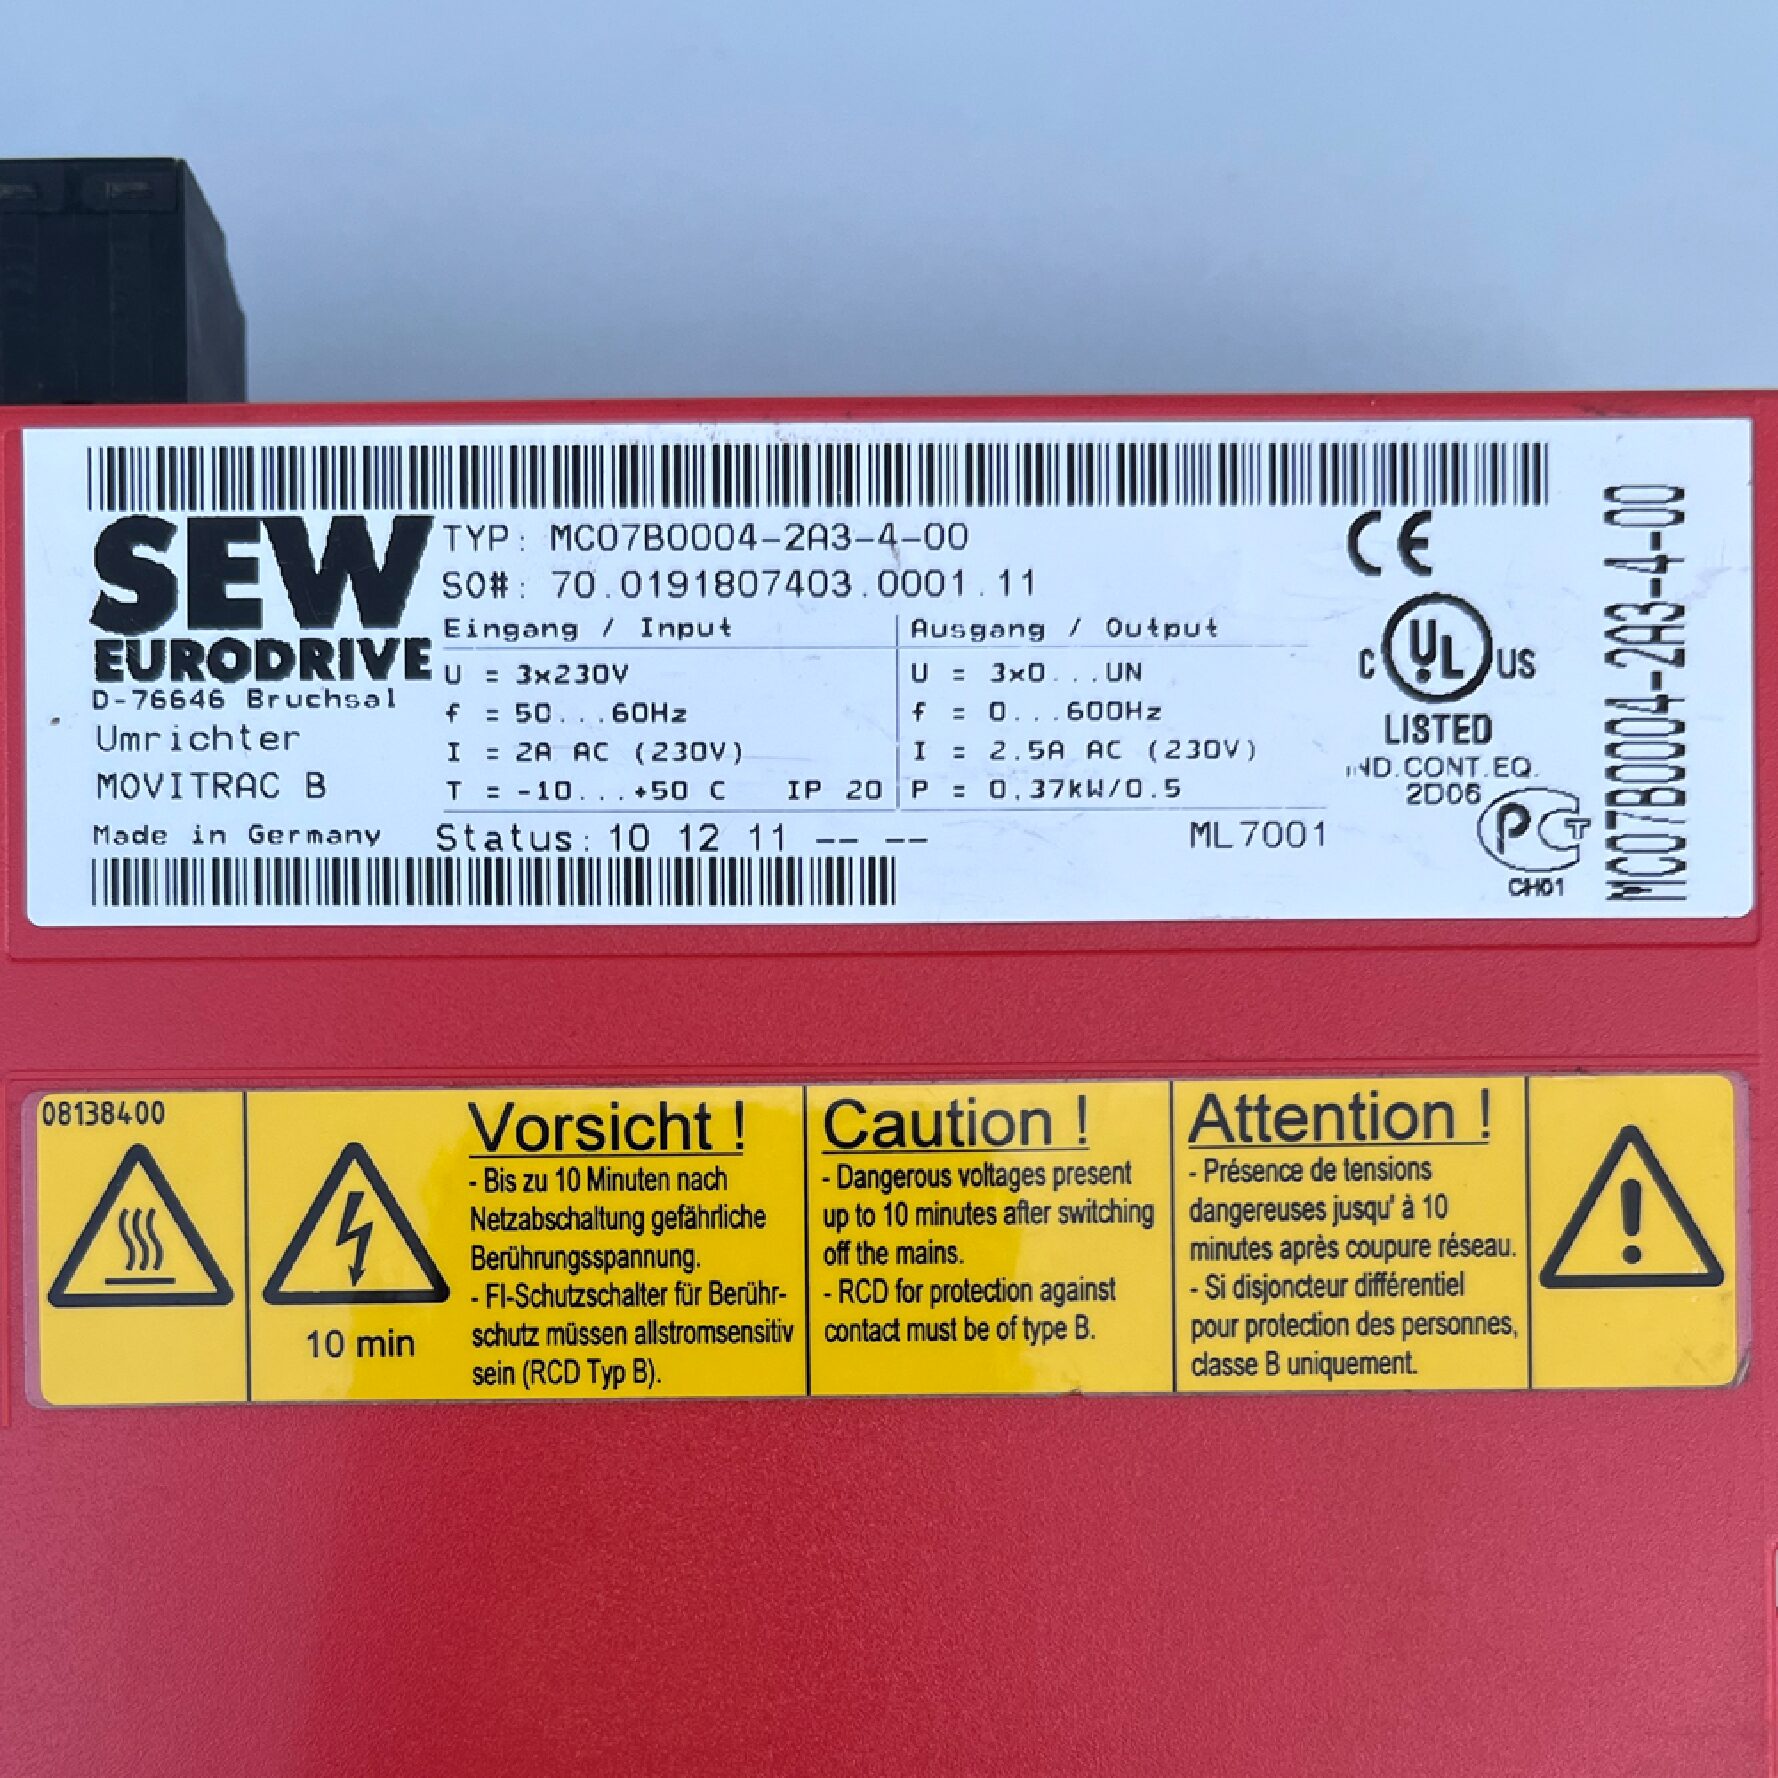 SEW
EURODRIVE
D-76646 Bruchsal
Umrichter
MOVITRAC B
Made in Germany
TYP: MC07B0004-2A3-4-00
SO#: 70.0191807403.0001.11
Eingang / Input
U = 3x230V
f = 50...60Hz
I = 2A AC (230V)
T = -10...+50 C IP 20
Ausgang / Output
U = 3x0...UN
f = 0...600Hz
I = 2.5A AC (230V)
P = 0.37kW/0.5
Status: 10 12 11 -- --
ML7001
CE
C UL US
LISTED
IND.CONT.EQ.
2D06
PCT
CH01
MC07B0004-2A3-4-00
08138400
10 min
Vorsicht !
- Bis zu 10 Minuten nach
Netzabschaltung gefährliche
Berührungsspannung.
- FI-Schutzschalter für Berühr-
schutz müssen allstromsensitiv
sein (RCD Typ B).
Caution !
- Dangerous voltages present
up to 10 minutes after switching
off the mains.
- RCD for protection against
contact must be of type B.
Attention !
- Présence de tensions
dangereuses jusqu' à 10
minutes après coupure réseau.
- Si disjoncteur différentiel
pour protection des personnes,
classe B uniquement.